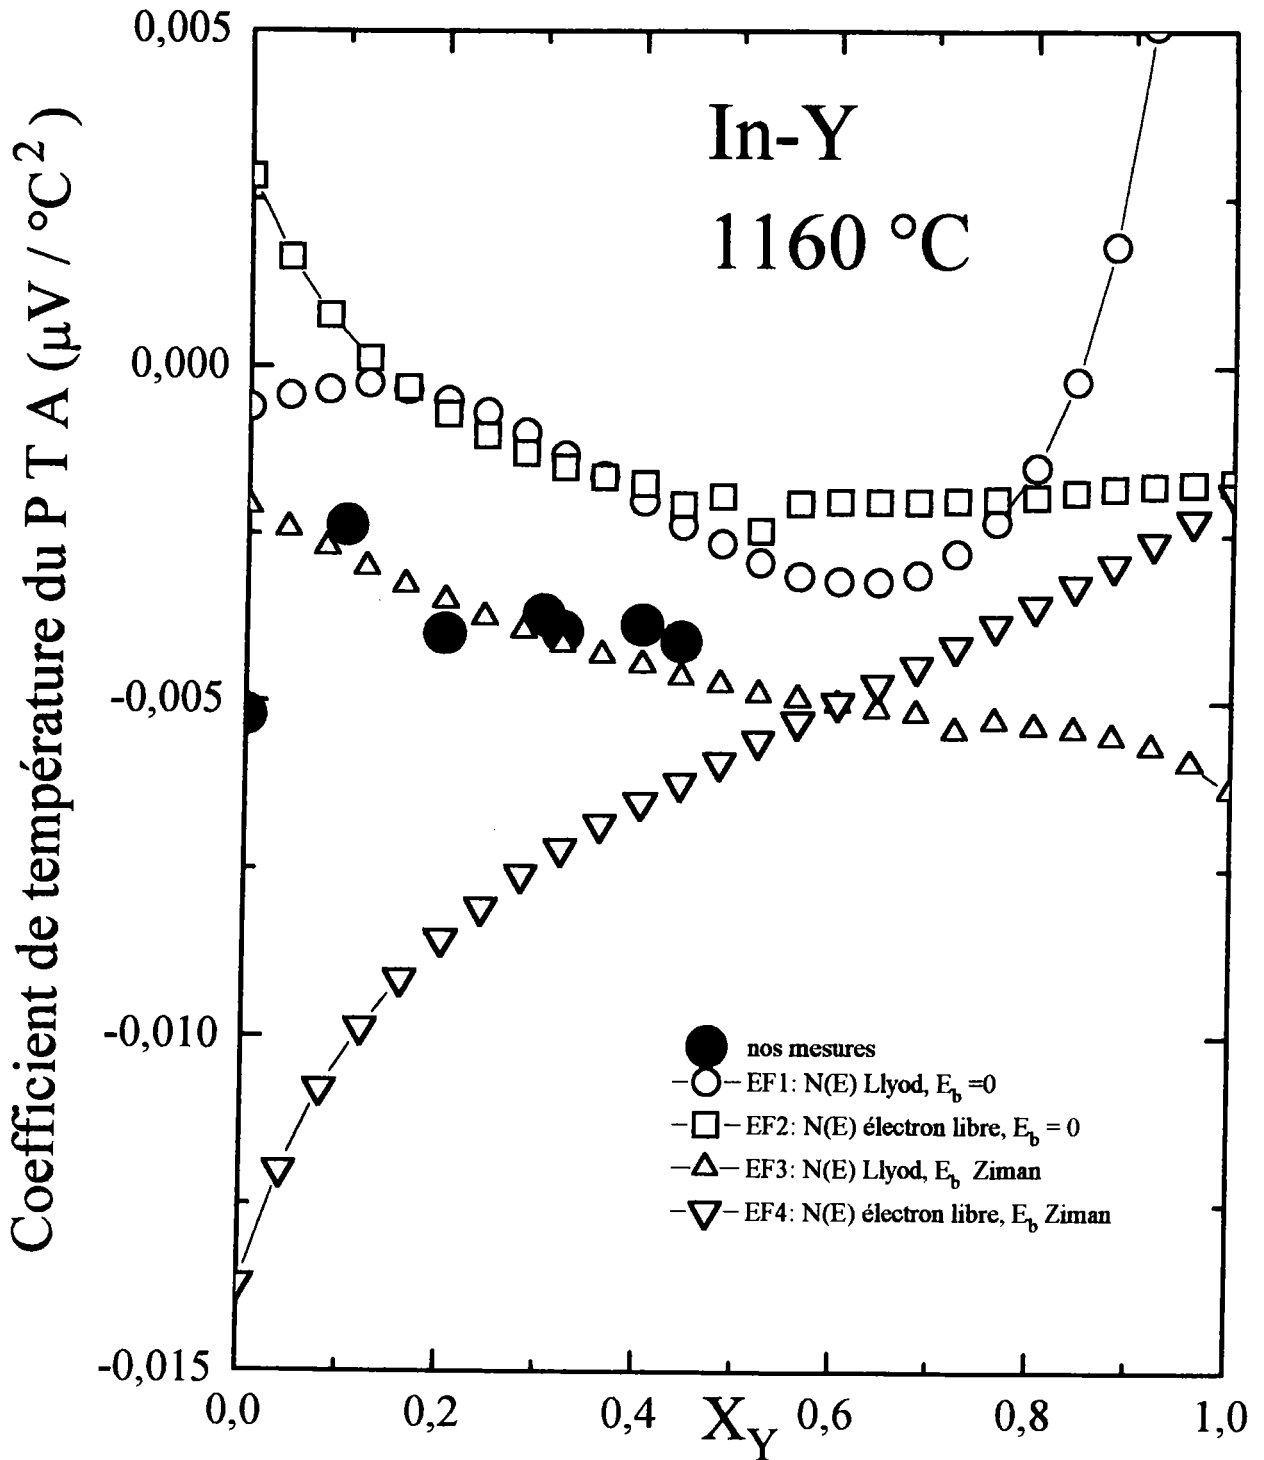 Coefficient de température du P T A (µV / °C²)
0,005
0,000
-0,005
-0,010
-0,015
In-Y
1160 °C
nos mesures
EF1: N(E) Llyod, E_b =0
EF2: N(E) électron libre, E_b = 0
EF3: N(E) Llyod, E_b Ziman
EF4: N(E) électron libre, E_b Ziman
0,0 0,2 0,4 0,6 0,8 1,0
X_Y